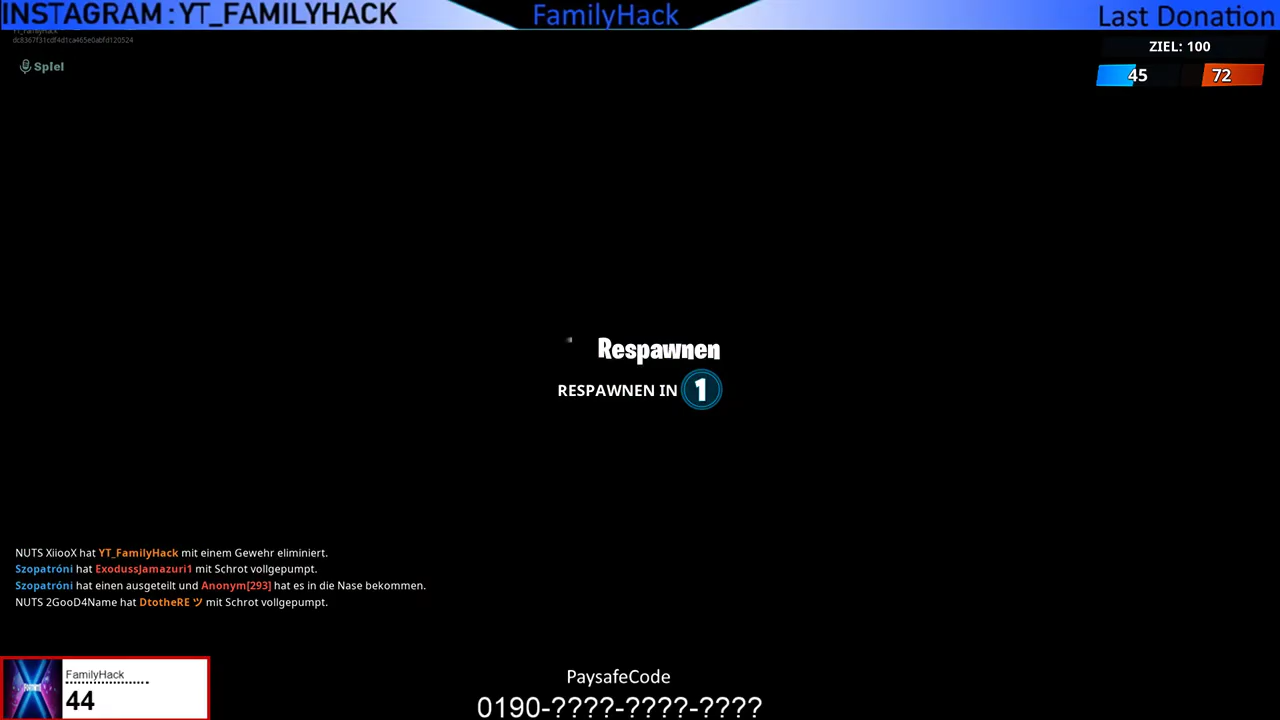 INSTAGRAM : YT_FAMILYHACK
FamilyHack
Last Donation
YT_FamilyHack
ZIEL: 100
Spiel
45 72
Respawnen
RESPAWNEN IN 1
NUTS XiiooX hat YT_FamilyHack mit einem Gewehr eliminiert.
Szopatróni hat ExodussJamazuri1 mit Schrot vollgepumpt.
Szopatróni hat einen ausgeteilt und Anonym[293] hat es in die Nase bekommen.
NUTS 2GooD4Name hat DtotheRE ツ mit Schrot vollgepumpt.
FamilyHack
44
PaysafeCode
0190-????-????-????